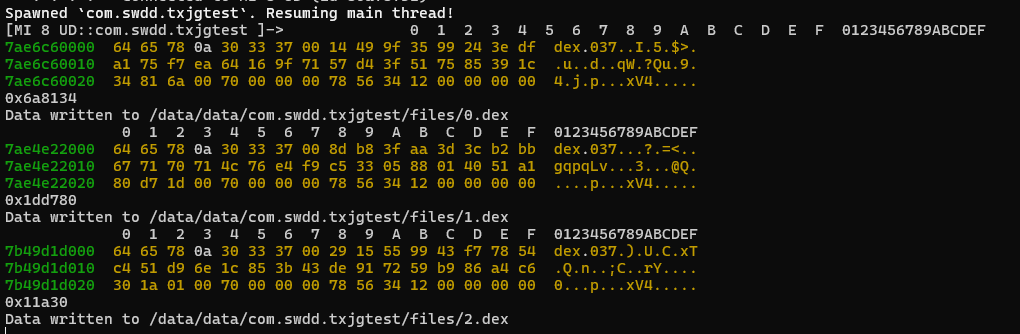 Spawned `com.swdd.txjgtest`. Resuming main thread!
[MI 8 UD::com.swdd.txjgtest ]-> 0 1 2 3 4 5 6 7 8 9 A B C D E F 0123456789ABCDEF
7ae6c60000 64 65 78 0a 30 33 37 00 14 49 9f 35 99 24 3e df dex.037..I.5.$>.
7ae6c60010 a1 75 f7 ea 64 16 9f 71 57 d4 3f 51 75 85 39 1c .u..d..qW.?Qu.9.
7ae6c60020 34 81 6a 00 70 00 00 00 78 56 34 12 00 00 00 00 4.j.p...xV4.....
0x6a8134
Data written to /data/data/com.swdd.txjgtest/files/0.dex
0 1 2 3 4 5 6 7 8 9 A B C D E F 0123456789ABCDEF
7ae4e22000 64 65 78 0a 30 33 37 00 8d b8 3f aa 3d 3c b2 bb dex.037...?.=<..
7ae4e22010 67 71 70 71 4c 76 e4 f9 c5 33 05 88 01 40 51 a1 gqpqLv...3...@Q.
7ae4e22020 80 d7 1d 00 70 00 00 00 78 56 34 12 00 00 00 00 ....p...xV4.....
0x1dd780
Data written to /data/data/com.swdd.txjgtest/files/1.dex
0 1 2 3 4 5 6 7 8 9 A B C D E F 0123456789ABCDEF
7b49d1d000 64 65 78 0a 30 33 37 00 29 15 55 99 43 f7 78 54 dex.037.).U.C.xT
7b49d1d010 c4 51 d9 6e 1c 85 3b 43 de 91 72 59 b9 86 a4 c6 .Q.n..;C..rY....
7b49d1d020 30 1a 01 00 70 00 00 00 78 56 34 12 00 00 00 00 0...p...xV4.....
0x11a30
Data written to /data/data/com.swdd.txjgtest/files/2.dex